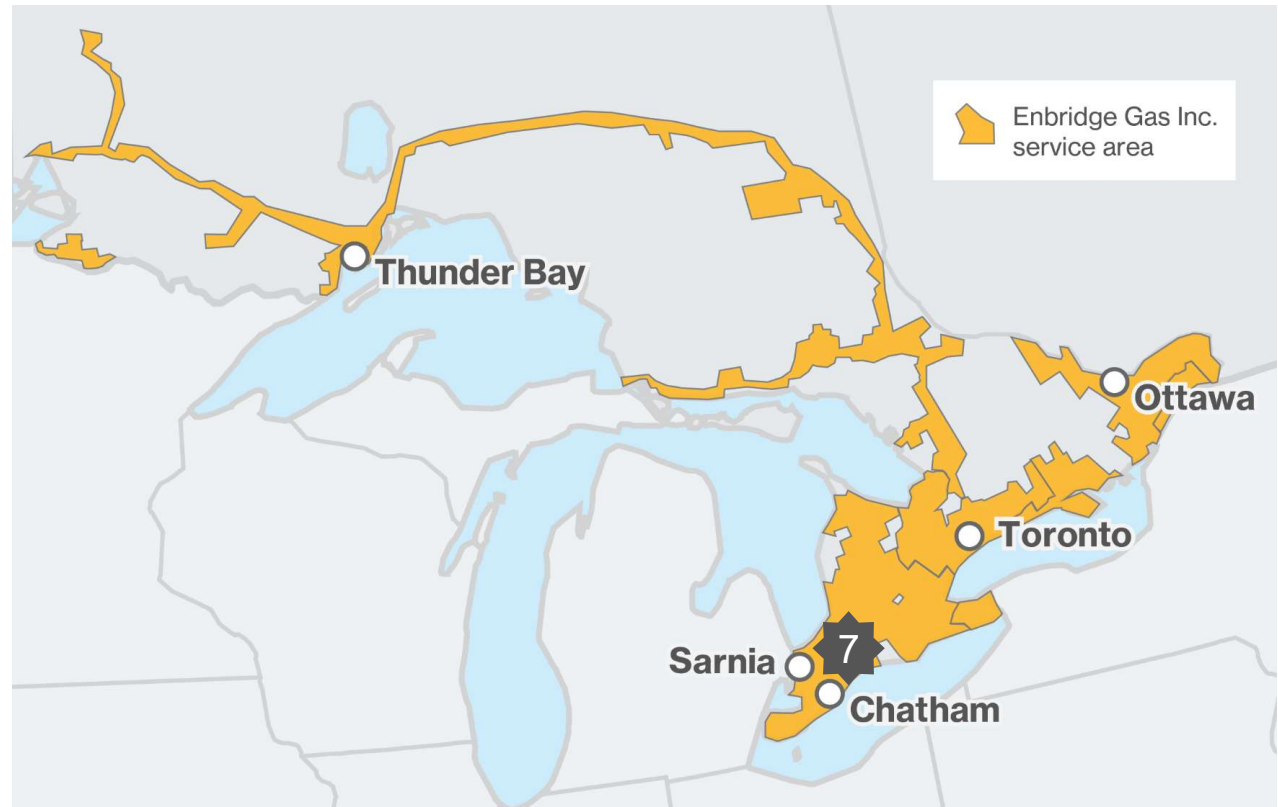 Enbridge Gas Inc.
service area
Thunder Bay
Ottawa
Toronto
7
Sarnia
Chatham